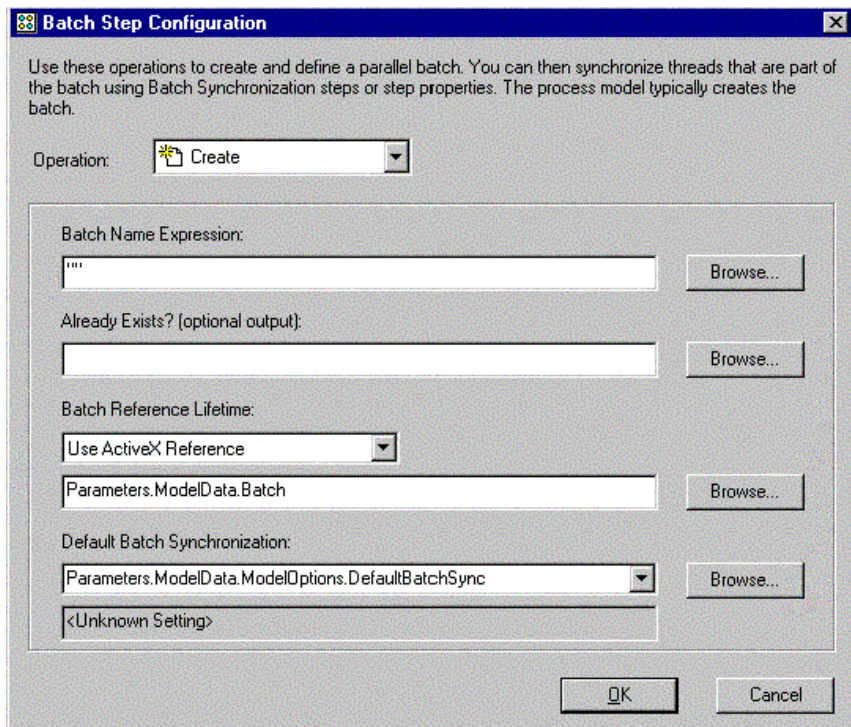 Batch Step Configuration
Use these operations to create and define a parallel batch. You can then synchronize threads that are part of
the batch using Batch Synchronization steps or step properties. The process model typically creates the
batch.
Operation: Create
Batch Name Expression:
"" Browse...
Already Exists? (optional output):
Browse...
Batch Reference Lifetime:
Use ActiveX Reference
Parameters.ModelData.Batch Browse...
Default Batch Synchronization:
Parameters.ModelData.ModelOptions.DefaultBatchSync Browse...
<Unknown Setting>
OK Cancel